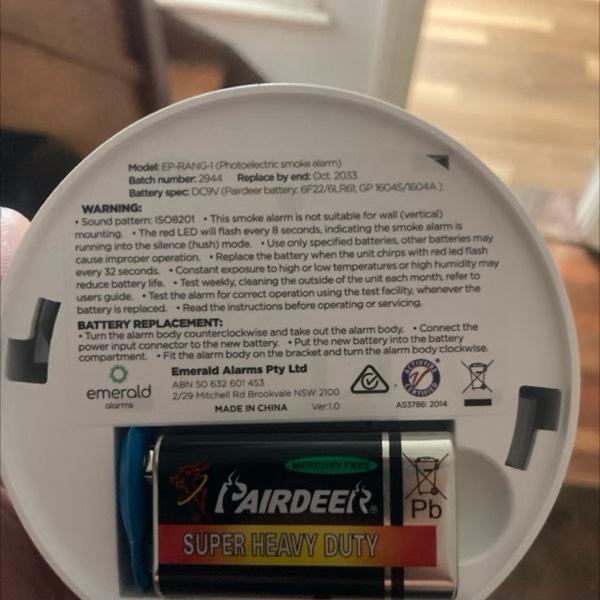 Model: EP-RANG-1 (Photoelectric smoke alarm)
Batch number: 2944 Replace by end: Oct. 2033
Battery spec: DC9V (Pairdeer battery: 6F22/6LR61, GP 1604S/1604A )
WARNING:
• Sound pattern: ISO8201 • This smoke alarm is not suitable for wall (vertical)
mounting. • The red LED will flash every 8 seconds, indicating the smoke alarm is
running into the silence (hush) mode. • Use only specified batteries, other batteries may
cause improper operation. • Replace the battery when the unit chirps with red led flash
every 32 seconds. • Constant exposure to high or low temperatures or high humidity may
reduce battery life. • Test weekly, cleaning the outside of the unit each month, refer to
users guide. • Test the alarm for correct operation using the test facility, whenever the
battery is replaced. • Read the instructions before operating or servicing.
BATTERY REPLACEMENT:
• Turn the alarm body counterclockwise and take out the alarm body. • Connect the
power input connector to the new battery. • Put the new battery into the battery
compartment. • Fit the alarm body on the bracket and turn the alarm body clockwise.
emerald
alarms
Emerald Alarms Pty Ltd
ABN 50 632 601 453
2/29 Mitchell Rd Brookvale NSW 2100
MADE IN CHINA Ver:1.0
ACTIVFIRE
CERTIFIED
AS3786: 2014
MERCURY FREE
PAIRDEER®
SUPER HEAVY DUTY
Pb